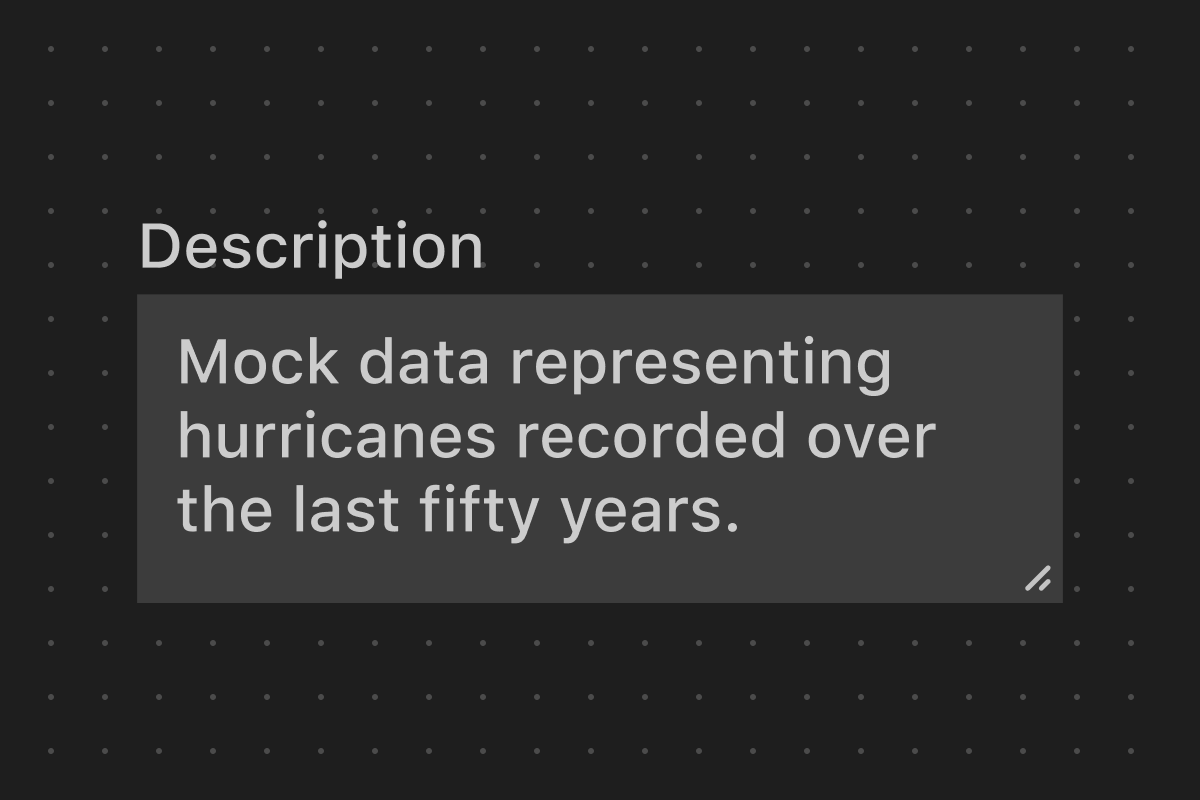 Description
Mock data representing
hurricanes recorded over
the last fifty years.